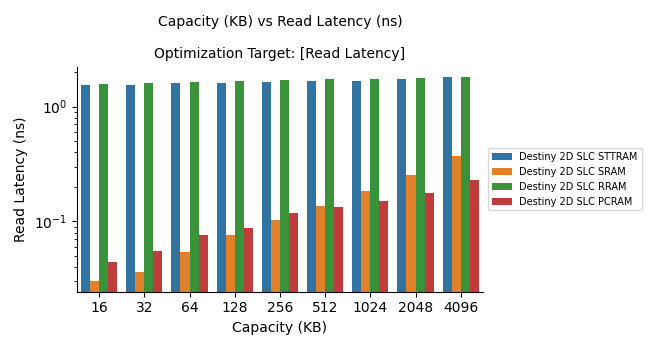 Capacity (KB) vs Read Latency (ns)
Optimization Target: [Read Latency]
Read Latency (ns)
10⁰
10⁻¹
16 32 64 128 256 512 1024 2048 4096
Capacity (KB)
Destiny 2D SLC STTRAM
Destiny 2D SLC SRAM
Destiny 2D SLC RRAM
Destiny 2D SLC PCRAM